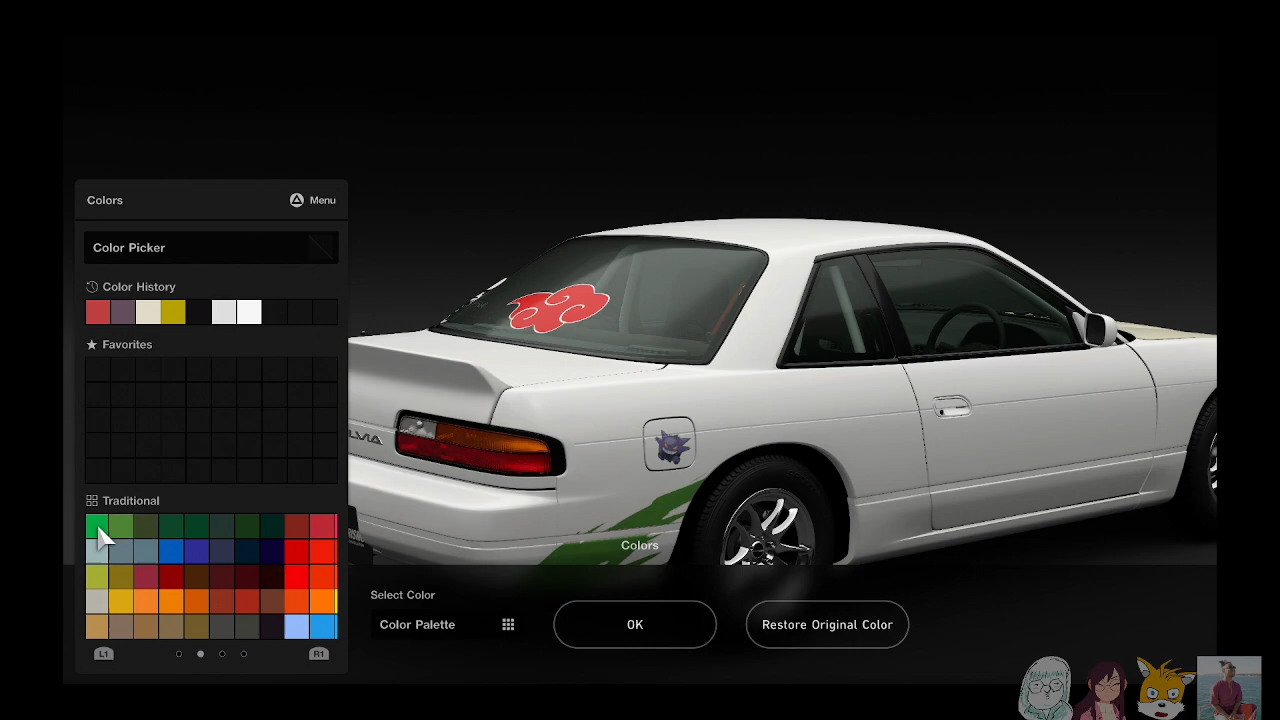 Colors
Menu
Color Picker
Color History
Favorites
Traditional
L1
R1
LVIA
Colors
Select Color
Color Palette
OK
Restore Original Color